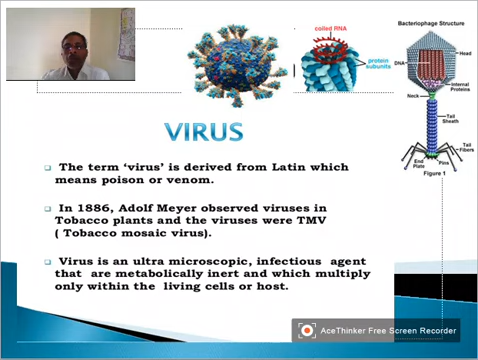 Bacteriophage Structure
coiled RNA
protein
subunits
Head
DNA
Internal
Proteins
Neck
Tail
Sheath
Tail
Fibers
End
Plate
Pins
Figure 1
VIRUS
The term ‘virus’ is derived from Latin which
means poison or venom.
In 1886, Adolf Meyer observed viruses in
Tobacco plants and the viruses were TMV
( Tobacco mosaic virus).
Virus is an ultra microscopic, infectious agent
that are metabolically inert and which multiply
only within the living cells or host.
AceThinker Free Screen Recorder